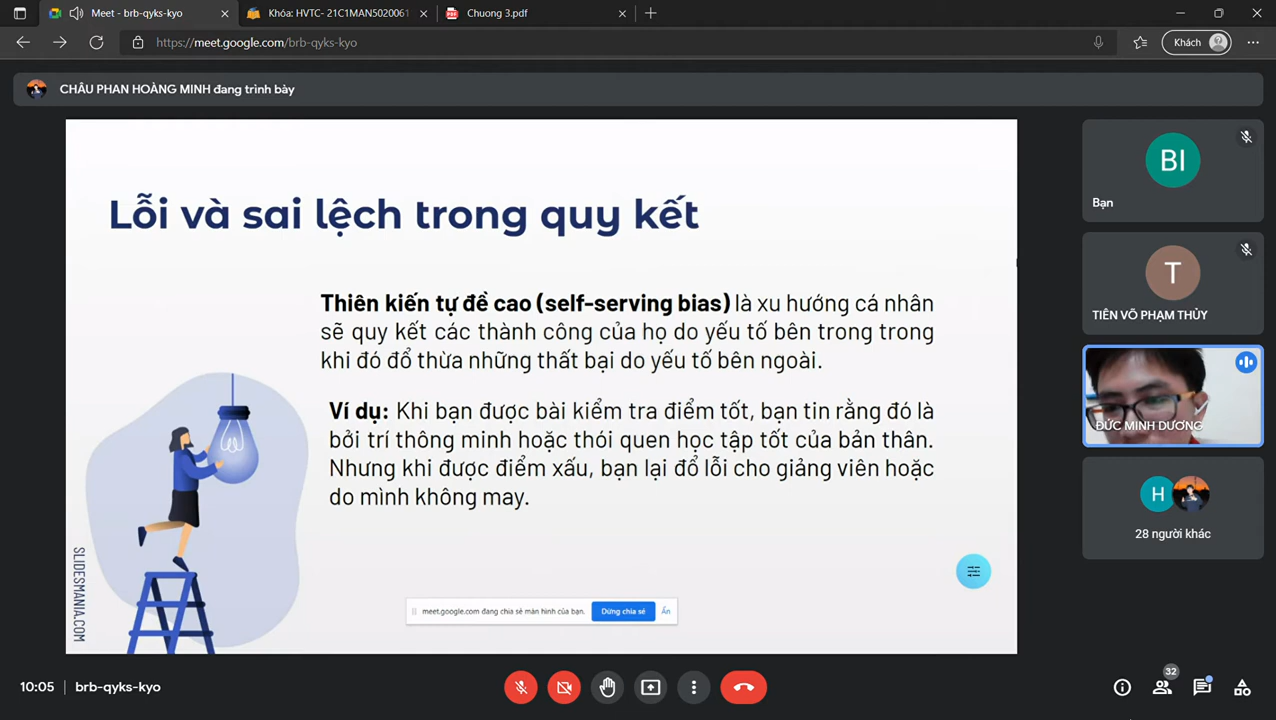 Meet - brb-qyks-kyo
Khóa: HVTC- 21C1MAN5020061
Chuong 3.pdf
https://meet.google.com/brb-qyks-kyo
Khách
CHÂU PHAN HOÀNG MINH đang trình bày
Lỗi và sai lệch trong quy kết
Thiên kiến tự đề cao (self-serving bias) là xu hướng cá nhân
sẽ quy kết các thành công của họ do yếu tố bên trong trong
khi đó đổ thừa những thất bại do yếu tố bên ngoài.
Ví dụ: Khi bạn được bài kiểm tra điểm tốt, bạn tin rằng đó là
bởi trí thông minh hoặc thói quen học tập tốt của bản thân.
Nhưng khi được điểm xấu, bạn lại đổ lỗi cho giảng viên hoặc
do mình không may.
SLIDESMANIA.COM
meet.google.com đang chia sẻ màn hình của bạn.
Dừng chia sẻ
Ẩn
BI
Bạn
T
TIÊN VÕ PHẠM THỦY
ĐỨC MINH DƯƠNG
H
28 người khác
10:05 | brb-qyks-kyo
32